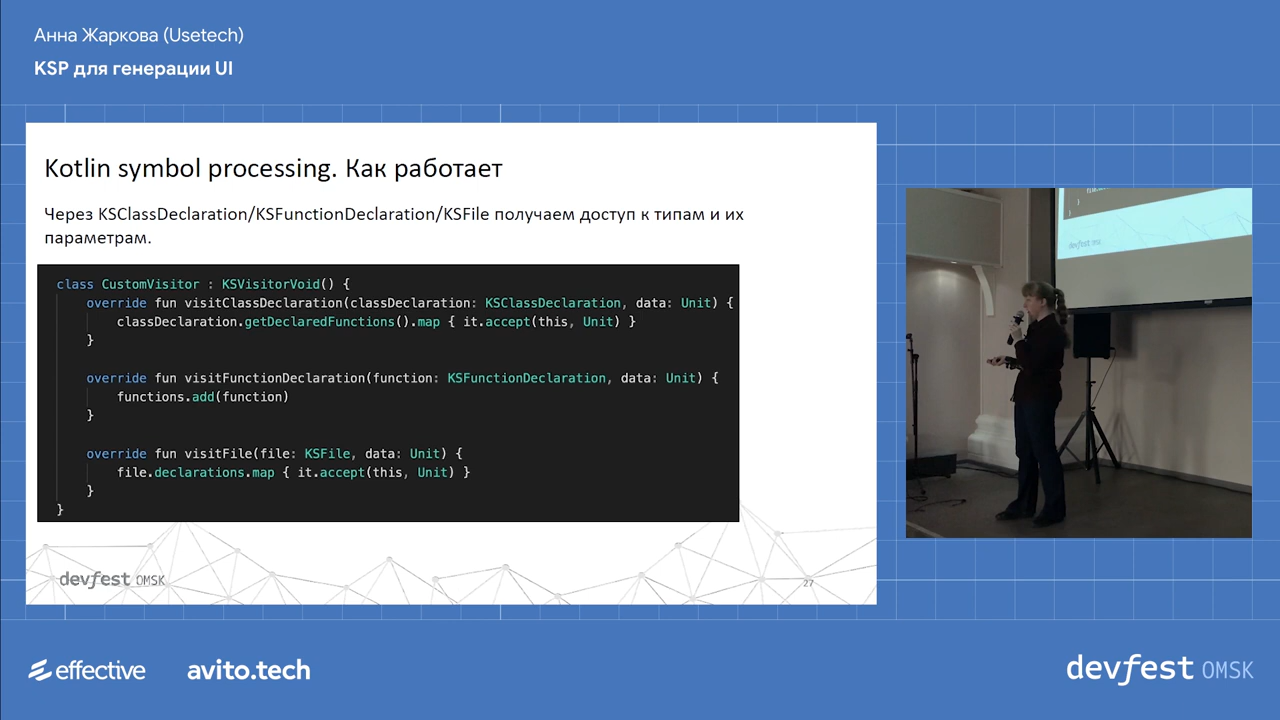 Анна Жаркова (Usetech)
KSP для генерации UI
Kotlin symbol processing. Как работает
Через KSClassDeclaration/KSFunctionDeclaration/KSFile получаем доступ к типам и их
параметрам.
class CustomVisitor : KSVisitorVoid() {
override fun visitClassDeclaration(classDeclaration: KSClassDeclaration, data: Unit) {
classDeclaration.getDeclaredFunctions().map { it.accept(this, Unit) }
}
override fun visitFunctionDeclaration(function: KSFunctionDeclaration, data: Unit) {
functions.add(function)
}
override fun visitFile(file: KSFile, data: Unit) {
file.declarations.map { it.accept(this, Unit) }
}
}
devfest OMSK
27
effective
avito.tech
devfest OMSK